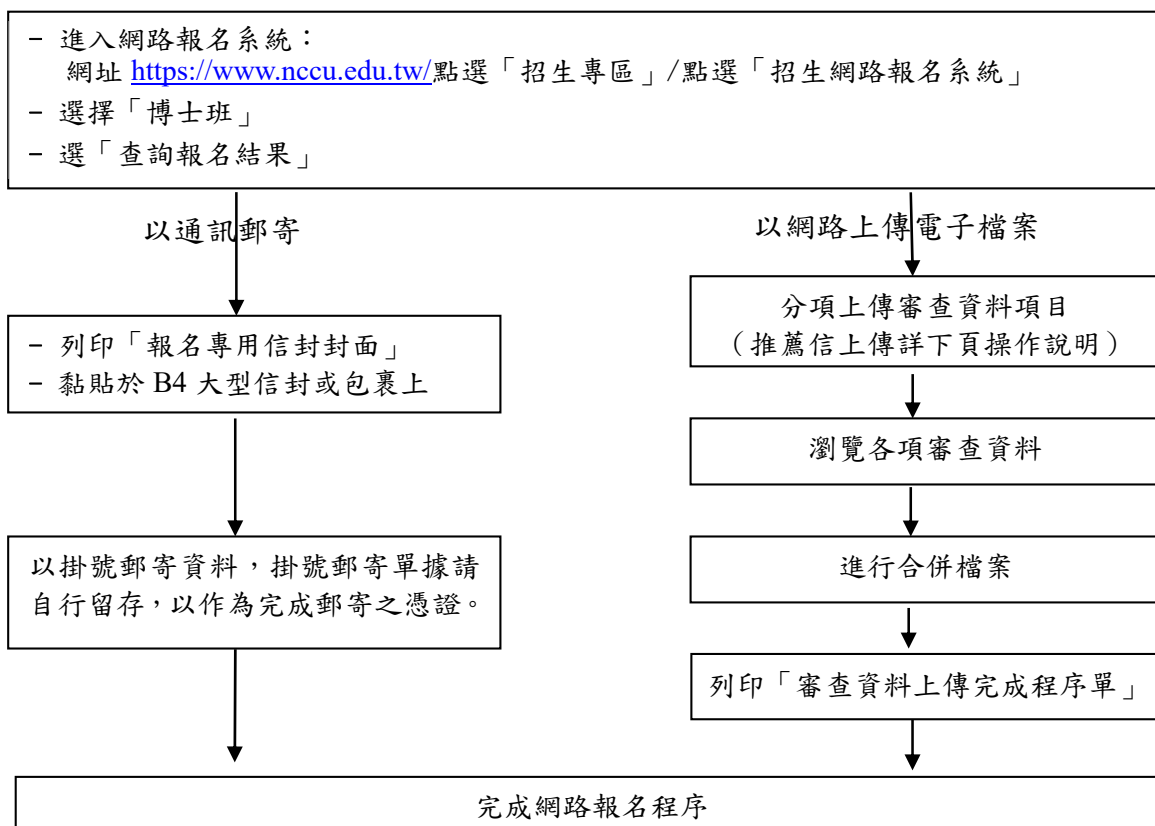 - 進入網路報名系統：
網址 https://www.nccu.edu.tw/點選「招生專區」/點選「招生網路報名系統」
- 選擇「博士班」
- 選「查詢報名結果」
以通訊郵寄
- 列印「報名專用信封封面」
- 黏貼於 B4 大型信封或包裹上
以掛號郵寄資料，掛號郵寄單據請
自行留存，以作為完成郵寄之憑證。
以網路上傳電子檔案
分項上傳審查資料項目
（推薦信上傳詳下頁操作說明）
瀏覽各項審查資料
進行合併檔案
列印「審查資料上傳完成程序單」
完成網路報名程序